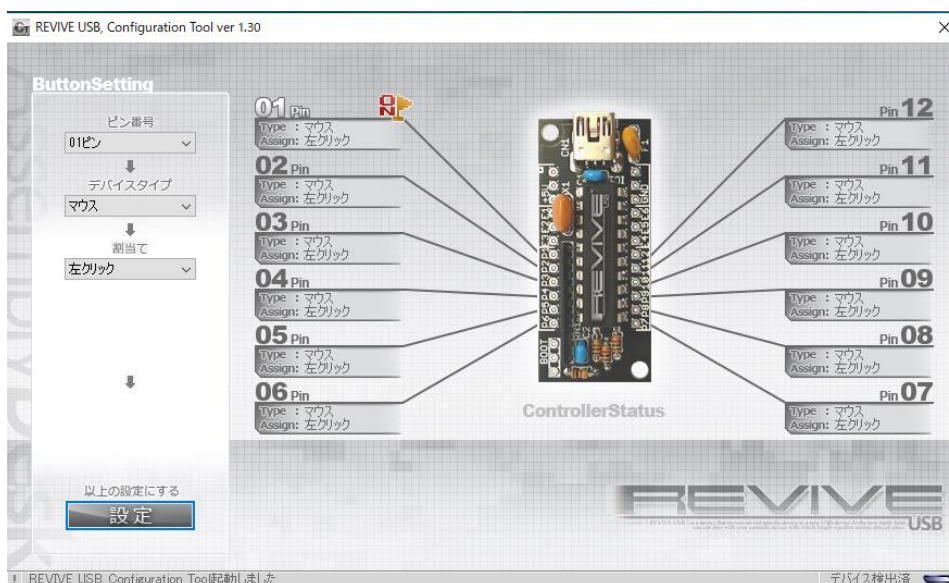 REVIVE USB, Configuration Tool ver 1.30
ButtonSetting
ピン番号
01ピン
デバイスタイプ
マウス
割当て
左クリック
以上の設定にする
設定
01 Pin
ON
Type : マウス
Assign: 左クリック
02 Pin
Type : マウス
Assign: 左クリック
03 Pin
Type : マウス
Assign: 左クリック
04 Pin
Type : マウス
Assign: 左クリック
05 Pin
Type : マウス
Assign: 左クリック
06 Pin
Type : マウス
Assign: 左クリック
CN1
F1
X1
+5V
GND
REVIVE
USB
BOOT
ControllerStatus
Pin 12
Type : マウス
Assign: 左クリック
Pin 11
Type : マウス
Assign: 左クリック
Pin 10
Type : マウス
Assign: 左クリック
Pin 09
Type : マウス
Assign: 左クリック
Pin 08
Type : マウス
Assign: 左クリック
Pin 07
Type : マウス
Assign: 左クリック
REVIVE
USB
! REVIVE USB, Configuration Tool起動しました
デバイス検出済